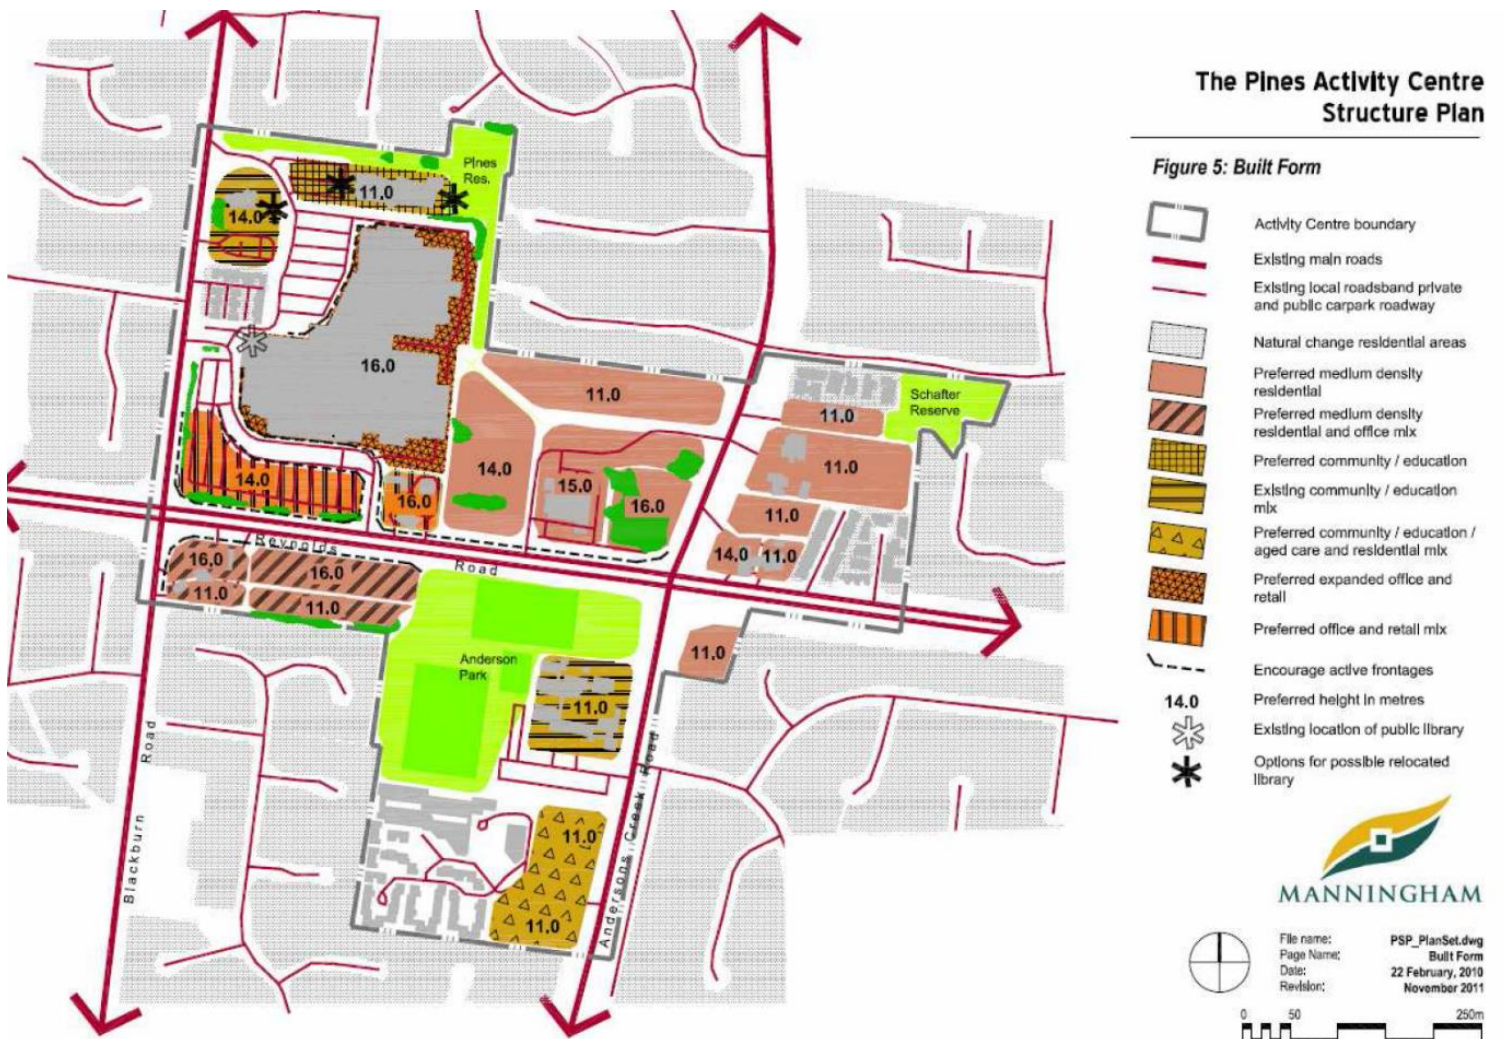 The Pines Activity Centre
Structure Plan
Figure 5: Built Form
Activity Centre boundary
Existing main roads
Existing local roadsband private
and public carpark roadway
Natural change residential areas
Preferred medium density
residential
Preferred medium density
residential and office mix
Preferred community / education
Existing community / education
mix
Preferred community / education /
aged care and residential mix
Preferred expanded office and
retail
Preferred office and retail mix
Encourage active frontages
14.0
Preferred height in metres
Existing location of public library
Options for possible relocated
library
MANNINGHAM
File name: PSP_PlanSet.dwg
Page Name: Built Form
Date: 22 February, 2010
Revision: November 2011
0 50 250m
Pines
Res.
11.0
14.0
16.0
11.0
Schafter
Reserve
11.0
11.0
14.0
15.0
16.0
14.0
16.0
11.0
14.0
11.0
Reynolds
Road
16.0
16.0
11.0
11.0
Anderson
Park
11.0
11.0
11.0
11.0
Blackburn Road
Andersons Creek Road